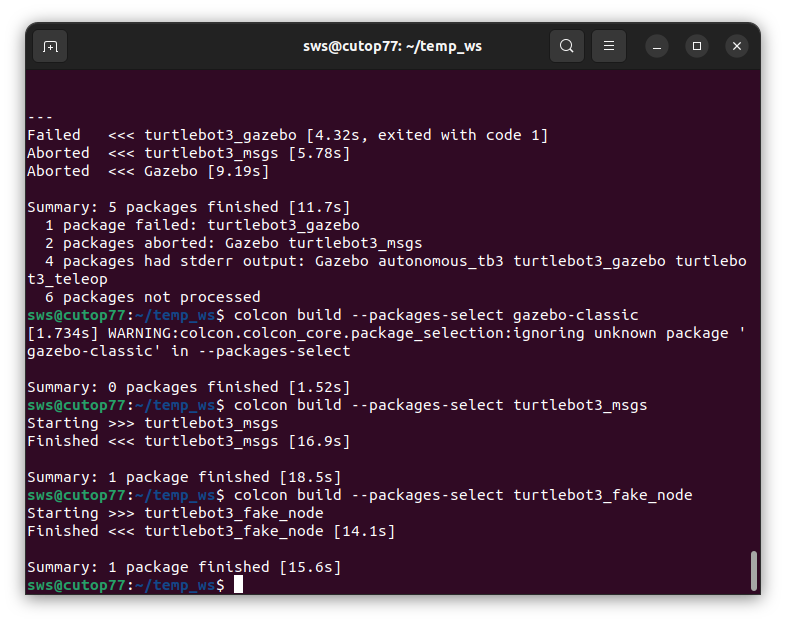 sws@cutop77: ~/temp_ws
---
Failed   <<< turtlebot3_gazebo [4.32s, exited with code 1]
Aborted  <<< turtlebot3_msgs [5.78s]
Aborted  <<< Gazebo [9.19s]
Summary: 5 packages finished [11.7s]
  1 package failed: turtlebot3_gazebo
  2 packages aborted: Gazebo turtlebot3_msgs
  4 packages had stderr output: Gazebo autonomous_tb3 turtlebot3_gazebo turtlebo
t3_teleop
  6 packages not processed
sws@cutop77:~/temp_ws$ colcon build --packages-select gazebo-classic
[1.734s] WARNING:colcon.colcon_core.package_selection:ignoring unknown package '
gazebo-classic' in --packages-select
Summary: 0 packages finished [1.52s]
sws@cutop77:~/temp_ws$ colcon build --packages-select turtlebot3_msgs
Starting >>> turtlebot3_msgs
Finished <<< turtlebot3_msgs [16.9s]
Summary: 1 package finished [18.5s]
sws@cutop77:~/temp_ws$ colcon build --packages-select turtlebot3_fake_node
Starting >>> turtlebot3_fake_node
Finished <<< turtlebot3_fake_node [14.1s]
Summary: 1 package finished [15.6s]
sws@cutop77:~/temp_ws$